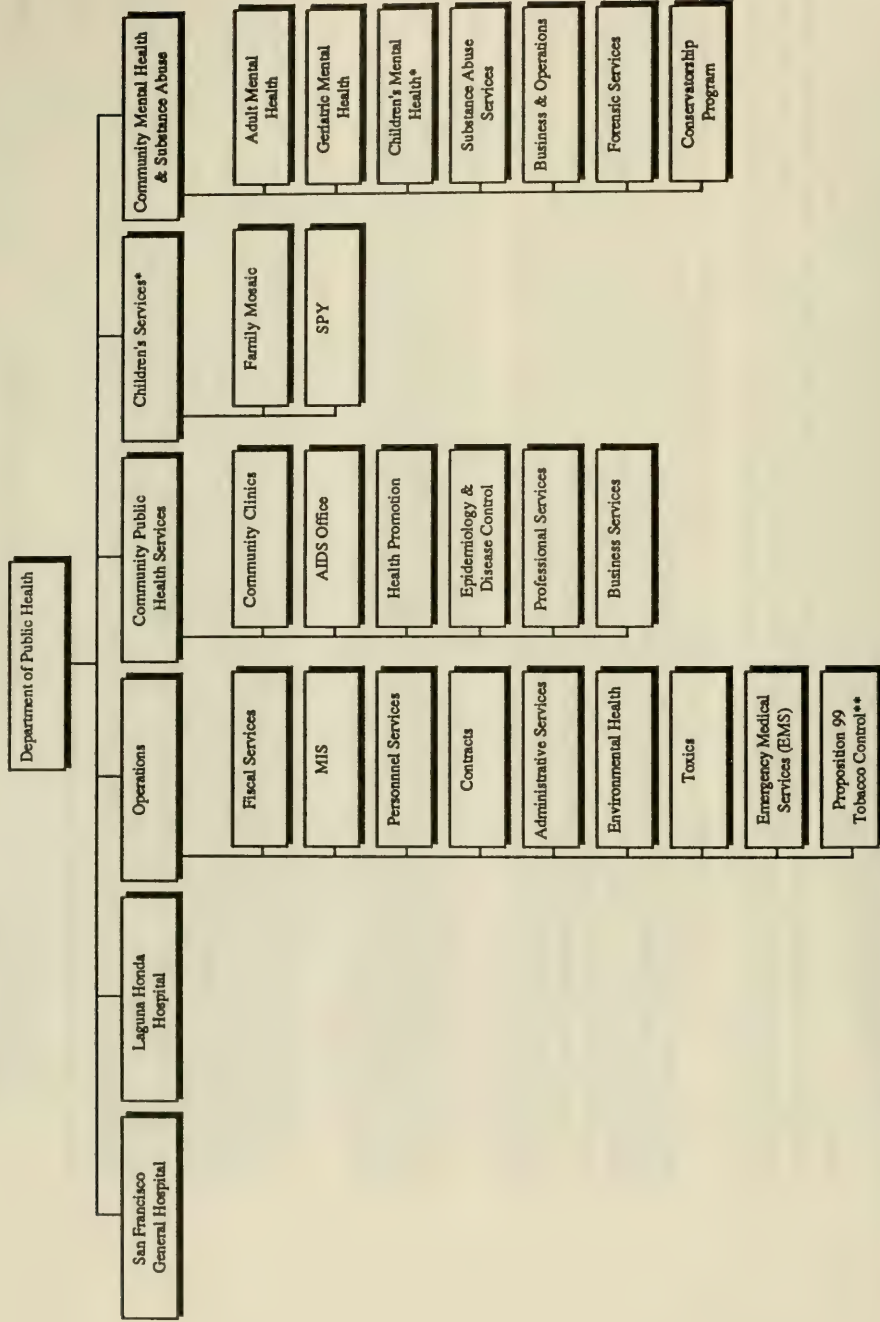 Department of Public Health
San Francisco
General Hospital
Laguna Honda
Hospital
Operations
Fiscal Services
MIS
Personnnel Services
Contracts
Administrative Services
Environmental Health
Toxics
Emergency Medical
Services (EMS)
Proposition 99
Tobacco Control**
Community Public
Health Services
Community Clinics
AIDS Office
Health Promotion
Epidemiology &
Disease Control
Professional Services
Business Services
Children's Services*
Family Mosaic
SPY
Community Mental Health
& Substance Abuse
Adult Mental
Health
Geriatric Mental
Health
Children's Mental
Health*
Substance Abuse
Services
Business & Operations
Forensic Services
Conservatorship
Program